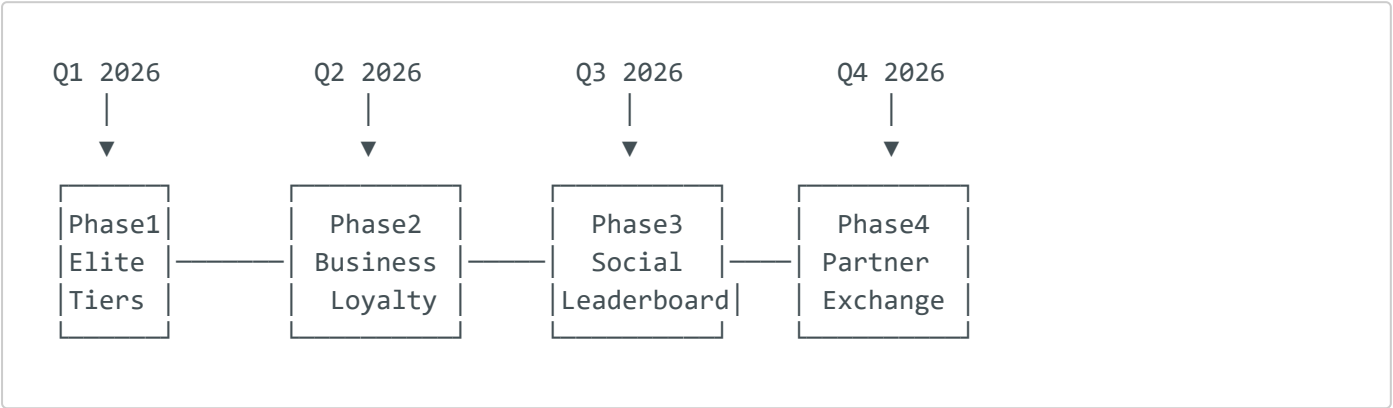 Q1 2026 Q2 2026 Q3 2026 Q4 2026
Phase1 Phase2 Phase3 Phase4
Elite Business Social Partner
Tiers Loyalty Leaderboard Exchange